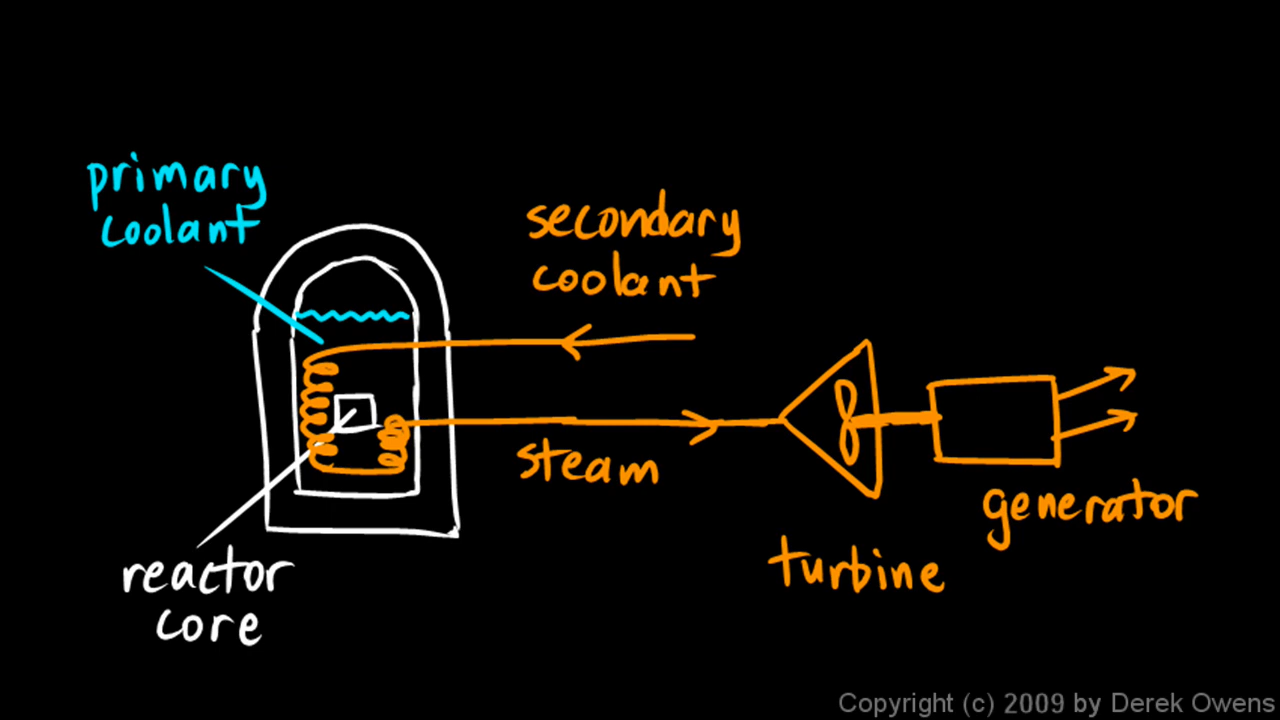 primary
coolant
secondary
coolant
steam
generator
turbine
reactor
core
Copyright (c) 2009 by Derek Owens